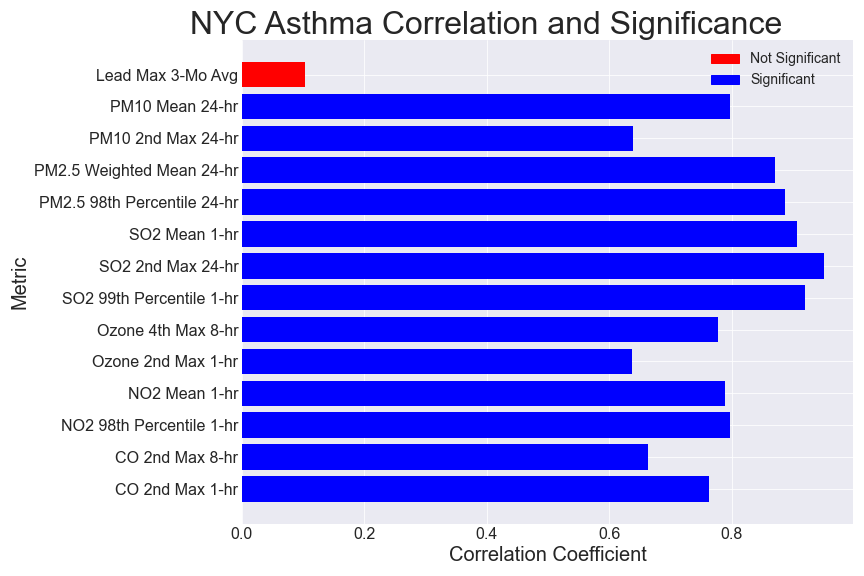 NYC Asthma Correlation and Significance
Not Significant
Significant
Metric
Lead Max 3-Mo Avg
PM10 Mean 24-hr
PM10 2nd Max 24-hr
PM2.5 Weighted Mean 24-hr
PM2.5 98th Percentile 24-hr
SO2 Mean 1-hr
SO2 2nd Max 24-hr
SO2 99th Percentile 1-hr
Ozone 4th Max 8-hr
Ozone 2nd Max 1-hr
NO2 Mean 1-hr
NO2 98th Percentile 1-hr
CO 2nd Max 8-hr
CO 2nd Max 1-hr
0.0 0.2 0.4 0.6 0.8
Correlation Coefficient